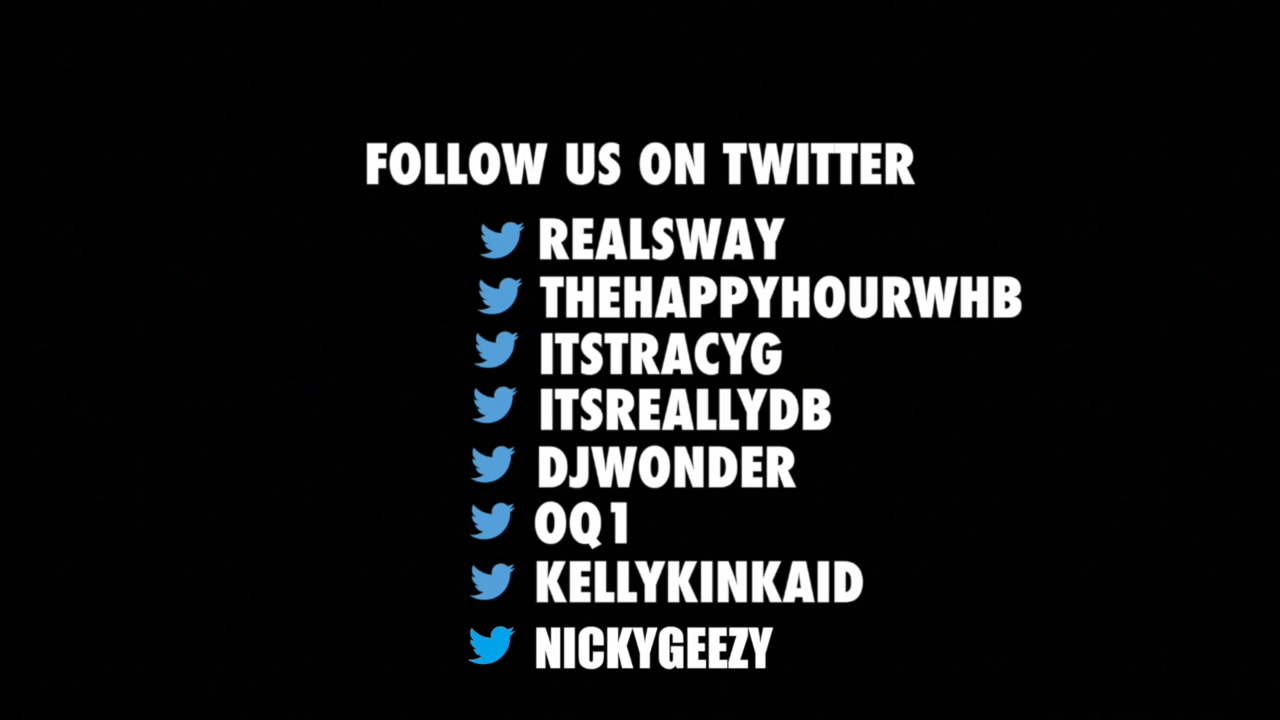 FOLLOW US ON TWITTER
REALSWAY
THEHAPPYHOURWHB
ITSTRACYG
ITSREALLYDB
DJWONDER
OQ1
KELLYKINKAID
NICKYGEEZY